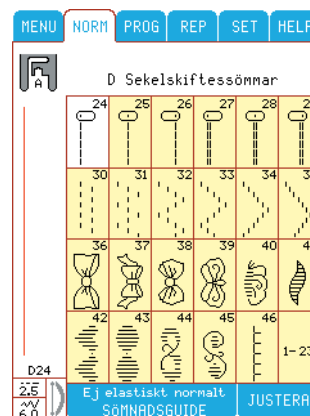 MENU NORM PROG REP SET HELP
A
D Sekelskiftessömmar
24 25 26 27 28
30 31 32 33 34
36 37 38 39 40
42 43 44 45 46
1-23
D24
2.5
6.0
Ej elastiskt normalt
SÖMNADSGUIDE
JUSTERA